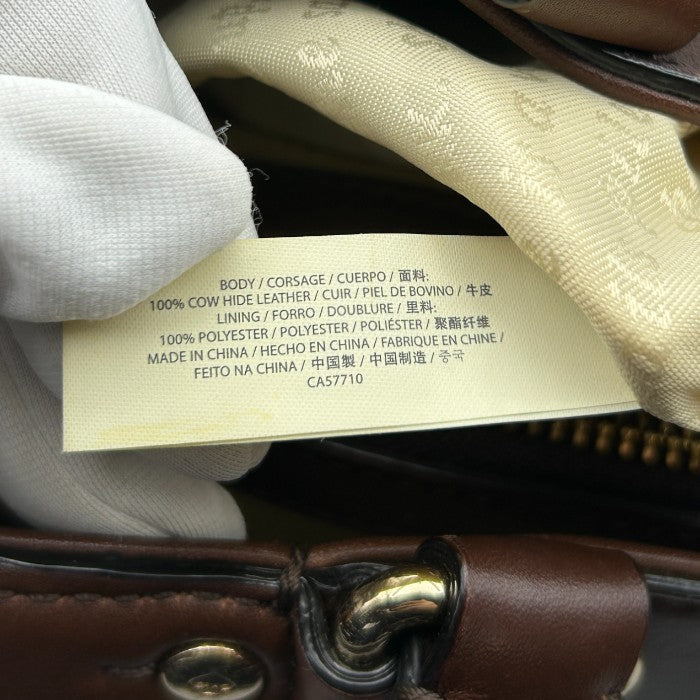 BODY / CORSAGE / CUERPO / 面料:
100% COW HIDE LEATHER / CUIR / PIEL DE BOVINO / 牛皮
LINING / FORRO / DOUBLURE / 里料:
100% POLYESTER / POLYESTER / POLIÉSTER / 聚酯纤维
MADE IN CHINA / HECHO EN CHINA / FABRIQUE EN CHINE /
FEITO NA CHINA / 中国製 / 中国制造 / 중국
CA57710